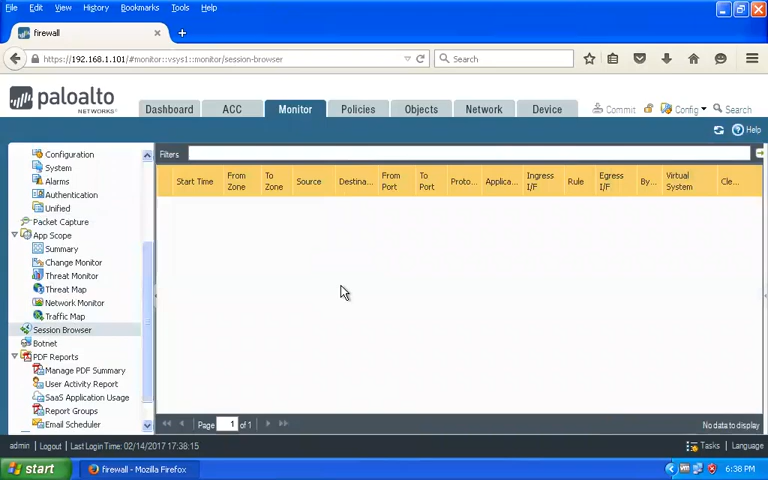 File Edit View History Bookmarks Tools Help
firewall
https://192.168.1.101/#monitor::vsys1::monitor/session-browser
Search
paloalto
NETWORKS
Dashboard ACC Monitor Policies Objects Network Device
Commit Config Search
Help
Configuration
System
Alarms
Authentication
Unified
Packet Capture
App Scope
Summary
Change Monitor
Threat Monitor
Threat Map
Network Monitor
Traffic Map
Session Browser
Botnet
PDF Reports
Manage PDF Summary
User Activity Report
SaaS Application Usage
Report Groups
Email Scheduler
Filters
Start Time From Zone To Zone Source Destina... From Port To Port Proto... Applica... Ingress I/F Rule Egress I/F By... Virtual System Cle...
Page 1 of 1
No data to display
admin Logout Last Login Time: 02/14/2017 17:38:15
Tasks Language
start firewall - Mozilla Firefox 6:38 PM